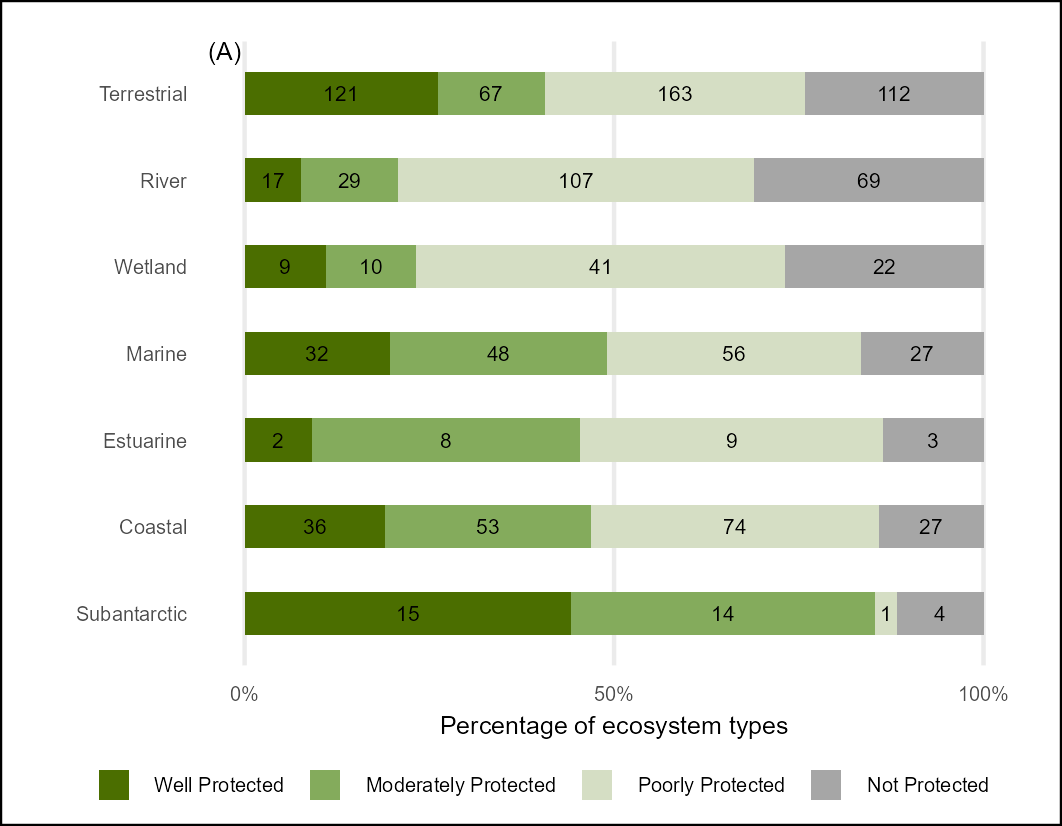 (A)
Terrestrial 121 67 163 112
River 17 29 107 69
Wetland 9 10 41 22
Marine 32 48 56 27
Estuarine 2 8 9 3
Coastal 36 53 74 27
Subantarctic 15 14 1 4
0% 50% 100%
Percentage of ecosystem types
Well Protected Moderately Protected Poorly Protected Not Protected